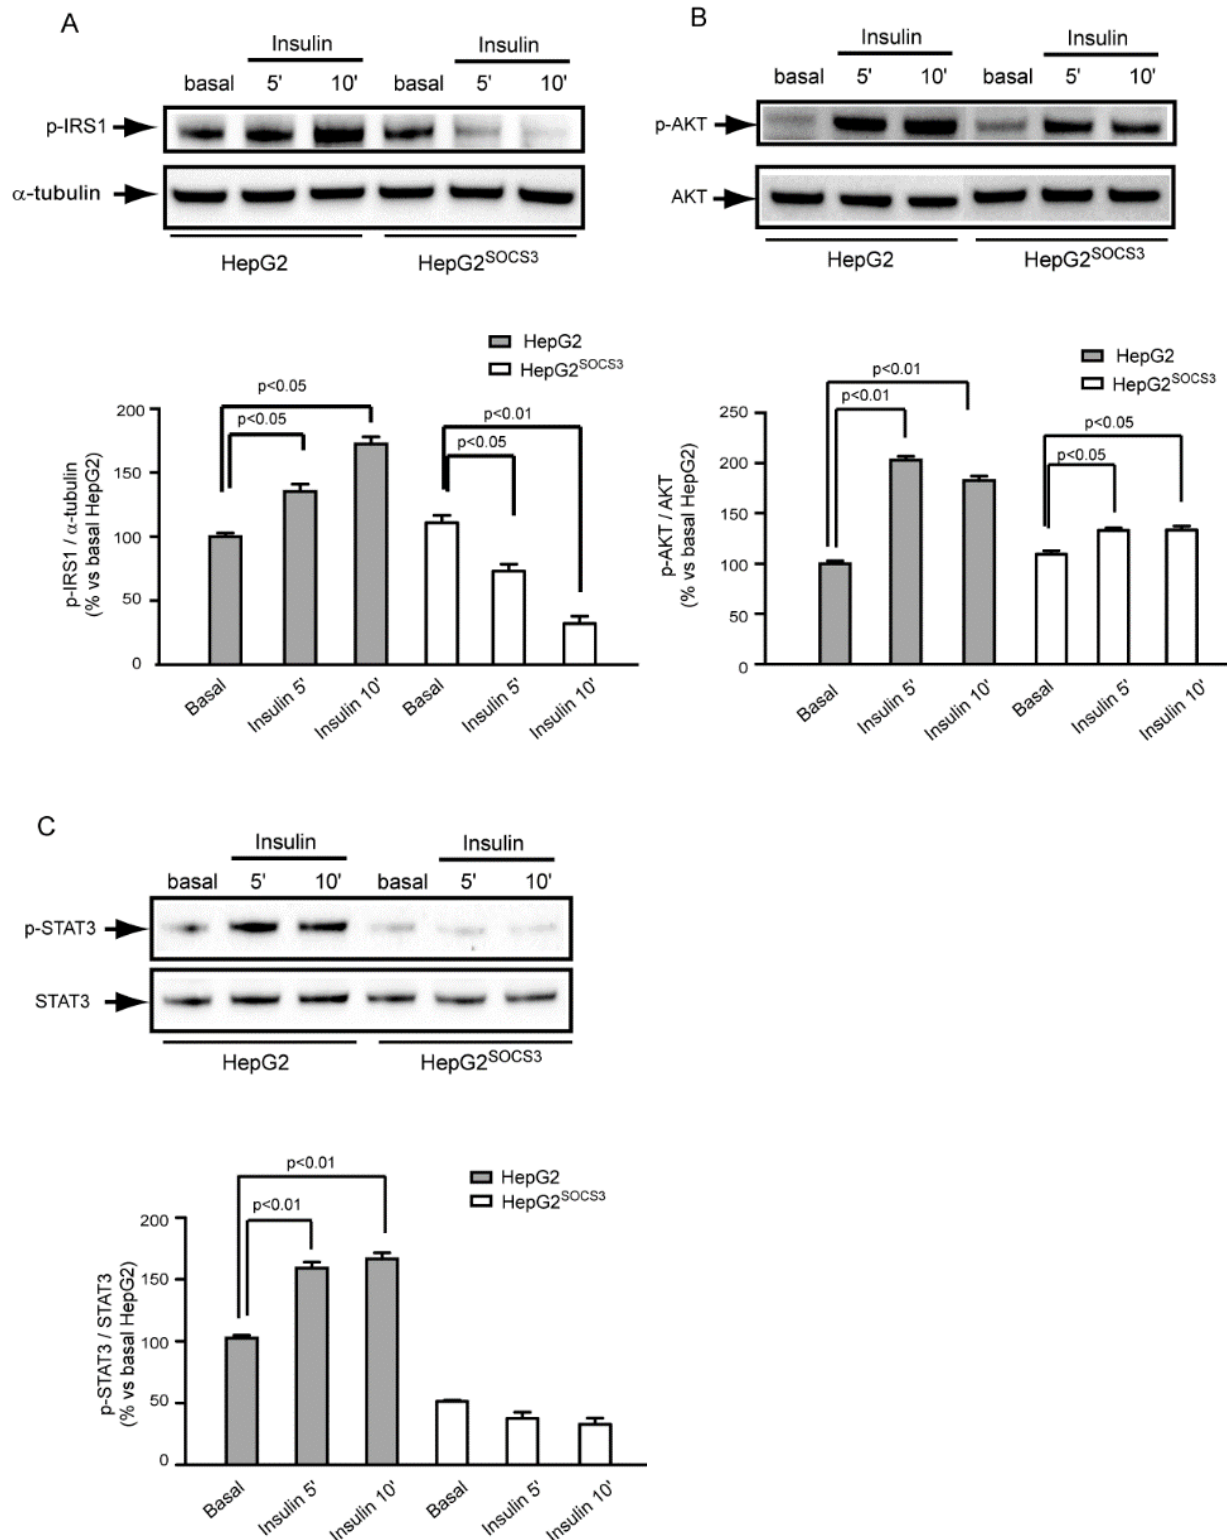 A
Insulin Insulin
basal 5' 10' basal 5' 10'
p-IRS1
α-tubulin
HepG2 HepG2SOCS3
B
Insulin Insulin
basal 5' 10' basal 5' 10'
p-AKT
AKT
HepG2 HepG2SOCS3
HepG2
HepG2SOCS3
p<0.05
p<0.05
p<0.01
p<0.05
p-IRS1 / α-tubulin
(% vs basal HepG2)
200
150
100
50
0
Basal Insulin 5' Insulin 10' Basal Insulin 5' Insulin 10'
HepG2
HepG2SOCS3
p<0.01
p<0.01
p<0.05
p<0.05
p-AKT / AKT
(% vs basal HepG2)
250
200
150
100
50
0
Basal Insulin 5' Insulin 10' Basal Insulin 5' Insulin 10'
C
Insulin Insulin
basal 5' 10' basal 5' 10'
p-STAT3
STAT3
HepG2 HepG2SOCS3
HepG2
HepG2SOCS3
p<0.01
p<0.01
p-STAT3 / STAT3
(% vs basal HepG2)
200
150
100
50
0
Basal Insulin 5' Insulin 10' Basal Insulin 5' Insulin 10'